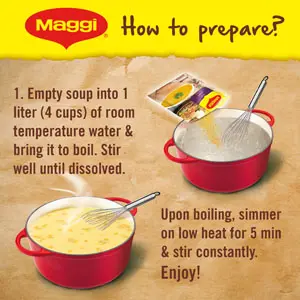 Maggi
How to prepare?
1. Empty soup into 1
liter (4 cups) of room
temperature water &
bring it to boil. Stir
well until dissolved.
Upon boiling, simmer
on low heat for 5 min
& stir constantly.
Enjoy!